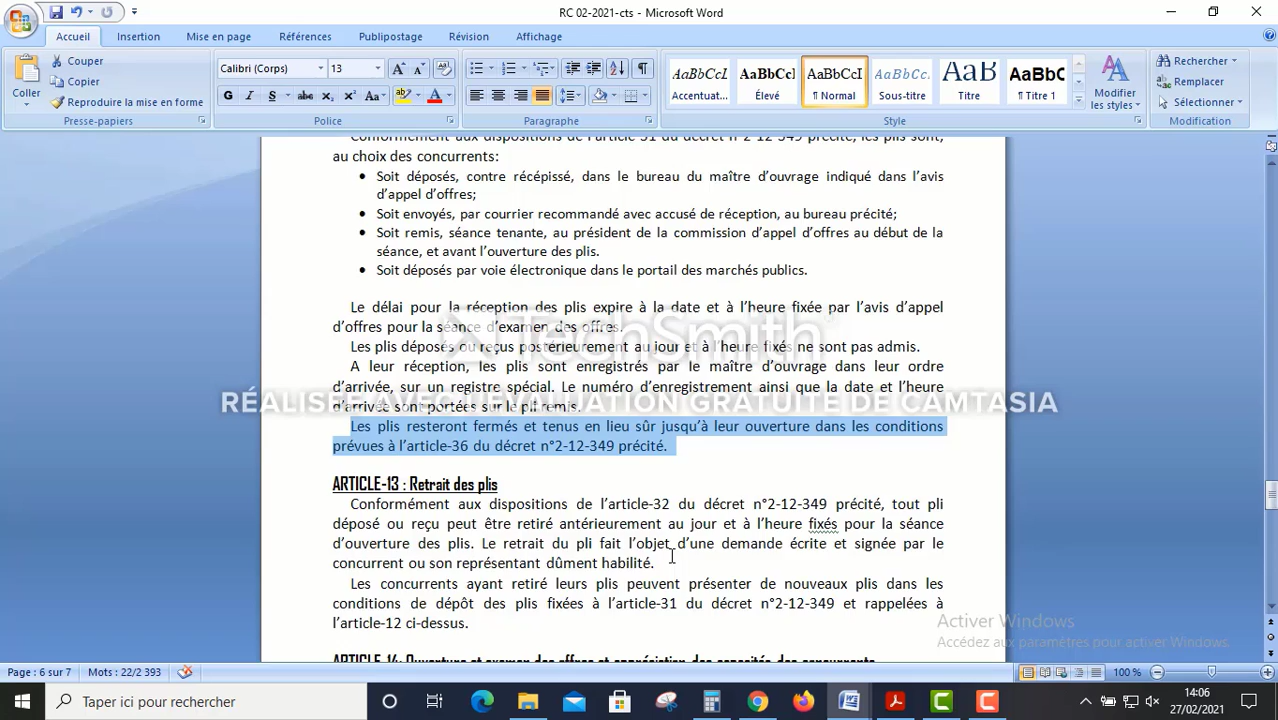 RC 02-2021-cts - Microsoft Word
Accueil Insertion Mise en page Références Publipostage Révision Affichage
Coller
Couper
Copier
Reproduire la mise en forme
Presse-papiers
Calibri (Corps) 13
G I S abc X₂ X² Aa
Police
Paragraphe
AaBbCcI AaBbCcI AaBbCcI AaBbCc. AaB AaBbC
Accentuat... Élevé ¶ Normal Sous-titre Titre ¶ Titre 1
Style
Modifier
les styles
Rechercher
Remplacer
Sélectionner
Modification
Conformément aux dispositions de l’article-31 du décret n°2-12-349 précité, les plis sont,
au choix des concurrents:
• Soit déposés, contre récépissé, dans le bureau du maître d’ouvrage indiqué dans l’avis
d’appel d’offres;
• Soit envoyés, par courrier recommandé avec accusé de réception, au bureau précité;
• Soit remis, séance tenante, au président de la commission d’appel d’offres au début de la
séance, et avant l’ouverture des plis.
• Soit déposés par voie électronique dans le portail des marchés publics.
Le délai pour la réception des plis expire à la date et à l’heure fixée par l’avis d’appel
d’offres pour la séance d’examen des offres.
TechSmith
Les plis déposés ou reçus postérieurement au jour et à l’heure fixés ne sont pas admis.
A leur réception, les plis sont enregistrés par le maître d’ouvrage dans leur ordre
d’arrivée, sur un registre spécial. Le numéro d’enregistrement ainsi que la date et l’heure
RÉALISÉE AVEC L'ÉVALUATION GRATUITE DE CAMTASIA
d’arrivée sont portées sur le pli remis.
Les plis resteront fermés et tenus en lieu sûr jusqu’à leur ouverture dans les conditions
prévues à l’article-36 du décret n°2-12-349 précité.
ARTICLE-13 : Retrait des plis
Conformément aux dispositions de l’article-32 du décret n°2-12-349 précité, tout pli
déposé ou reçu peut être retiré antérieurement au jour et à l’heure fixés pour la séance
d’ouverture des plis. Le retrait du pli fait l’objet d’une demande écrite et signée par le
concurrent ou son représentant dûment habilité.
Les concurrents ayant retiré leurs plis peuvent présenter de nouveaux plis dans les
conditions de dépôt des plis fixées à l’article-31 du décret n°2-12-349 et rappelées à
l’article-12 ci-dessus.
Activer Windows
Accédez aux paramètres pour activer Windows.
ARTICLE-14: Ouverture et examen des offres et appréciation des capacités des concurrents
Page : 6 sur 7 Mots : 22/2 393 100 %
Taper ici pour rechercher
14:06
27/02/2021